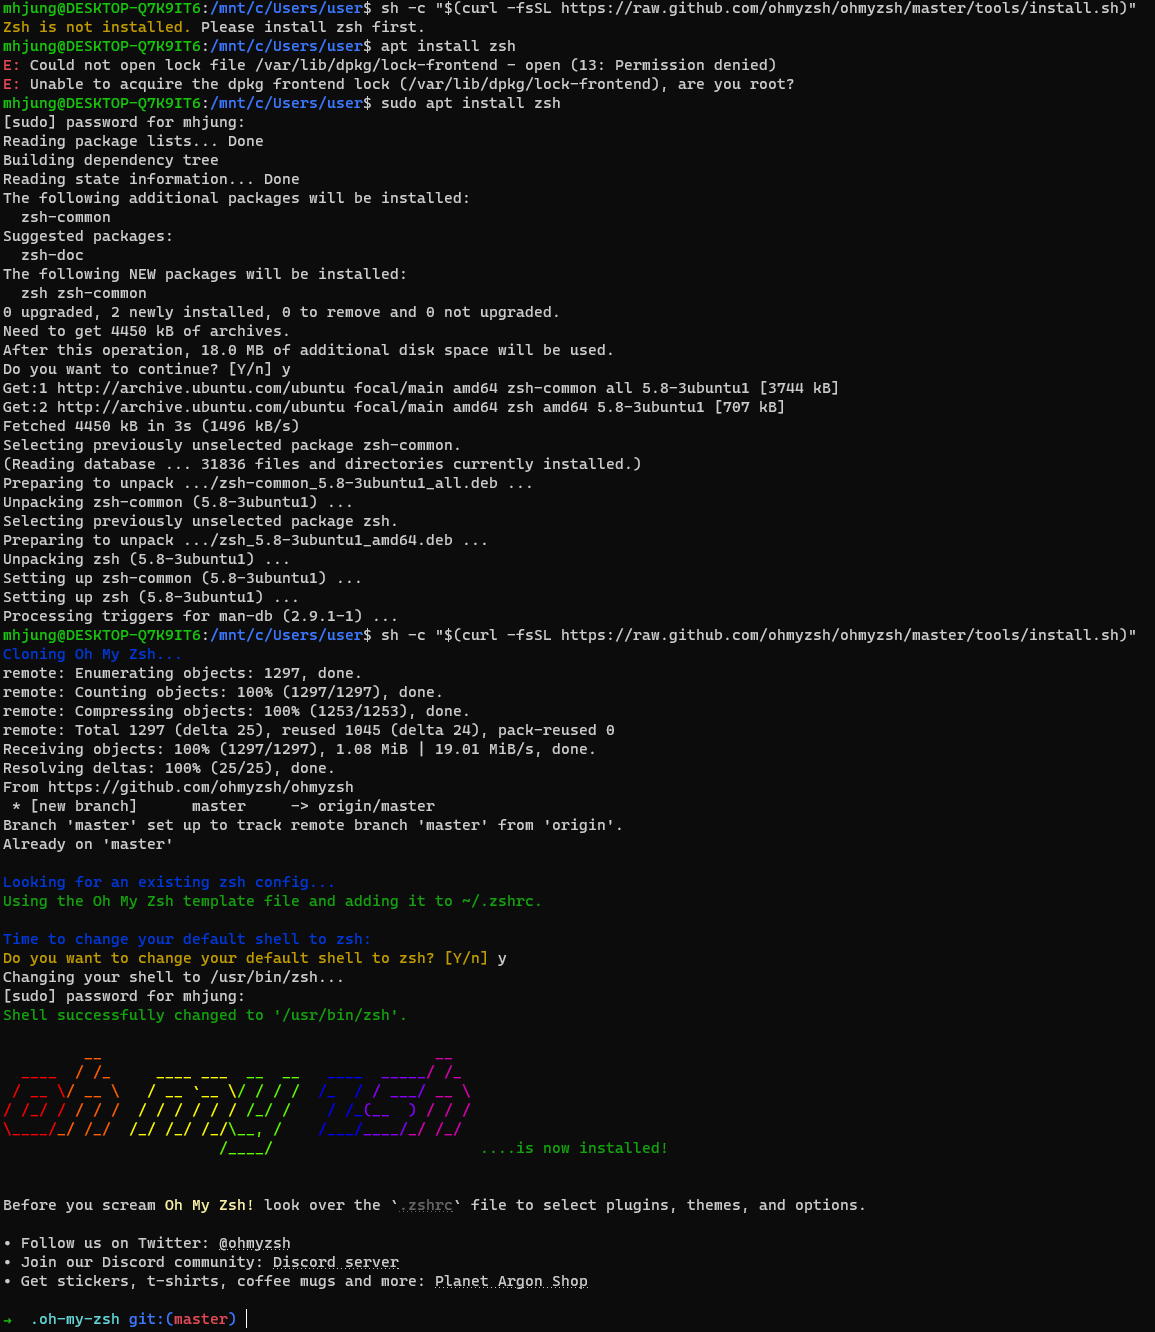 mhjung@DESKTOP-Q7K9IT6:/mnt/c/Users/user$ sh -c "$(curl -fsSL https://raw.github.com/ohmyzsh/ohmyzsh/master/tools/install.sh)"
Zsh is not installed. Please install zsh first.
mhjung@DESKTOP-Q7K9IT6:/mnt/c/Users/user$ apt install zsh
E: Could not open lock file /var/lib/dpkg/lock-frontend - open (13: Permission denied)
E: Unable to acquire the dpkg frontend lock (/var/lib/dpkg/lock-frontend), are you root?
mhjung@DESKTOP-Q7K9IT6:/mnt/c/Users/user$ sudo apt install zsh
[sudo] password for mhjung:
Reading package lists... Done
Building dependency tree
Reading state information... Done
The following additional packages will be installed:
  zsh-common
Suggested packages:
  zsh-doc
The following NEW packages will be installed:
  zsh zsh-common
0 upgraded, 2 newly installed, 0 to remove and 0 not upgraded.
Need to get 4450 kB of archives.
After this operation, 18.0 MB of additional disk space will be used.
Do you want to continue? [Y/n] y
Get:1 http://archive.ubuntu.com/ubuntu focal/main amd64 zsh-common all 5.8-3ubuntu1 [3744 kB]
Get:2 http://archive.ubuntu.com/ubuntu focal/main amd64 zsh amd64 5.8-3ubuntu1 [707 kB]
Fetched 4450 kB in 3s (1496 kB/s)
Selecting previously unselected package zsh-common.
(Reading database ... 31836 files and directories currently installed.)
Preparing to unpack .../zsh-common_5.8-3ubuntu1_all.deb ...
Unpacking zsh-common (5.8-3ubuntu1) ...
Selecting previously unselected package zsh.
Preparing to unpack .../zsh_5.8-3ubuntu1_amd64.deb ...
Unpacking zsh (5.8-3ubuntu1) ...
Setting up zsh-common (5.8-3ubuntu1) ...
Setting up zsh (5.8-3ubuntu1) ...
Processing triggers for man-db (2.9.1-1) ...
mhjung@DESKTOP-Q7K9IT6:/mnt/c/Users/user$ sh -c "$(curl -fsSL https://raw.github.com/ohmyzsh/ohmyzsh/master/tools/install.sh)"
Cloning Oh My Zsh...
remote: Enumerating objects: 1297, done.
remote: Counting objects: 100% (1297/1297), done.
remote: Compressing objects: 100% (1253/1253), done.
remote: Total 1297 (delta 25), reused 1045 (delta 24), pack-reused 0
Receiving objects: 100% (1297/1297), 1.08 MiB | 19.01 MiB/s, done.
Resolving deltas: 100% (25/25), done.
From https://github.com/ohmyzsh/ohmyzsh
 * [new branch]      master     -> origin/master
Branch 'master' set up to track remote branch 'master' from 'origin'.
Already on 'master'

Looking for an existing zsh config...
Using the Oh My Zsh template file and adding it to ~/.zshrc.

Time to change your default shell to zsh:
Do you want to change your default shell to zsh? [Y/n] y
Changing your shell to /usr/bin/zsh...
[sudo] password for mhjung:
Shell successfully changed to '/usr/bin/zsh'.

oh my zsh
....is now installed!

Before you scream Oh My Zsh! look over the `.zshrc` file to select plugins, themes, and options.

• Follow us on Twitter: @ohmyzsh
• Join our Discord community: Discord server
• Get stickers, t-shirts, coffee mugs and more: Planet Argon Shop

→  .oh-my-zsh git:(master)